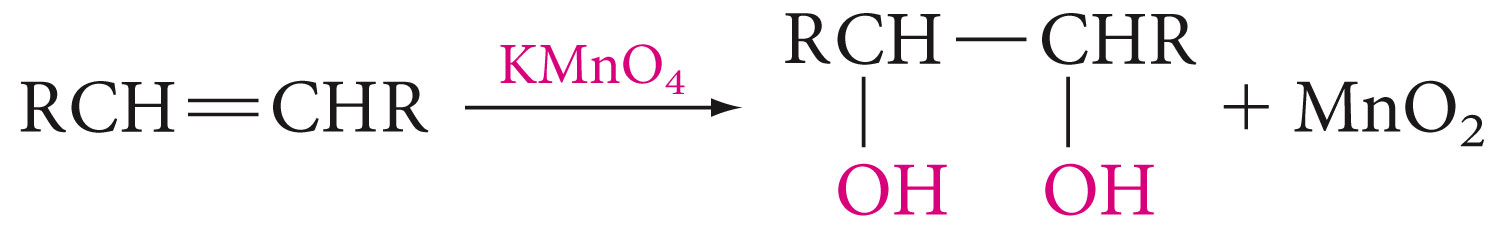 RCH=CHR
KMnO₄
RCH—CHR
OH OH
+ MnO₂